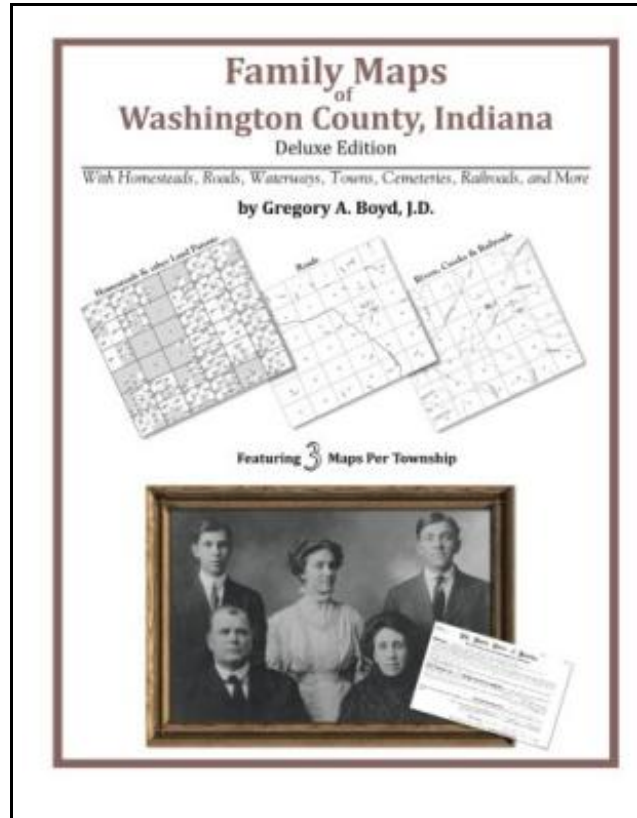 Family Maps
of
Washington County, Indiana
Deluxe Edition
With Homesteads, Roads, Waterways, Towns, Cemeteries, Railroads, and More
by Gregory A. Boyd, J.D.
Homesteads & other Land Patents
Roads
Rivers, Creeks & Railroads
Featuring 3 Maps Per Township